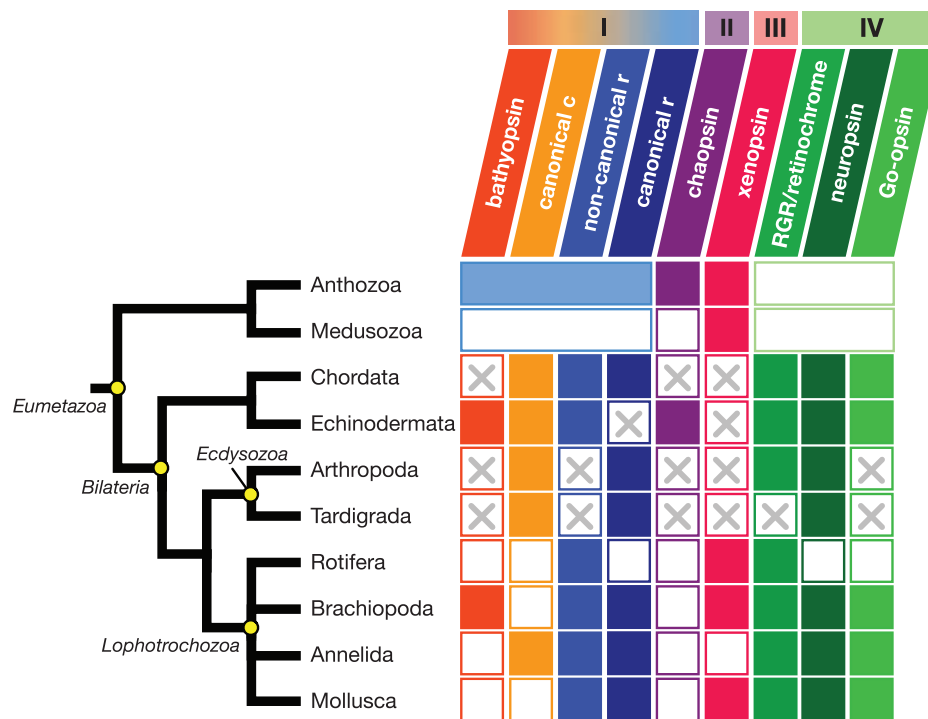 I II III IV
bathyopsin
canonical c
non-canonical r
canonical r
chaopsin
xenopsin
RGR/retinochrome
neuropsin
Go-opsin
Anthozoa
Medusozoa
Chordata
Eumetazoa
Echinodermata
Ecdysozoa
Arthropoda
Bilateria
Tardigrada
Rotifera
Brachiopoda
Lophotrochozoa
Annelida
Mollusca